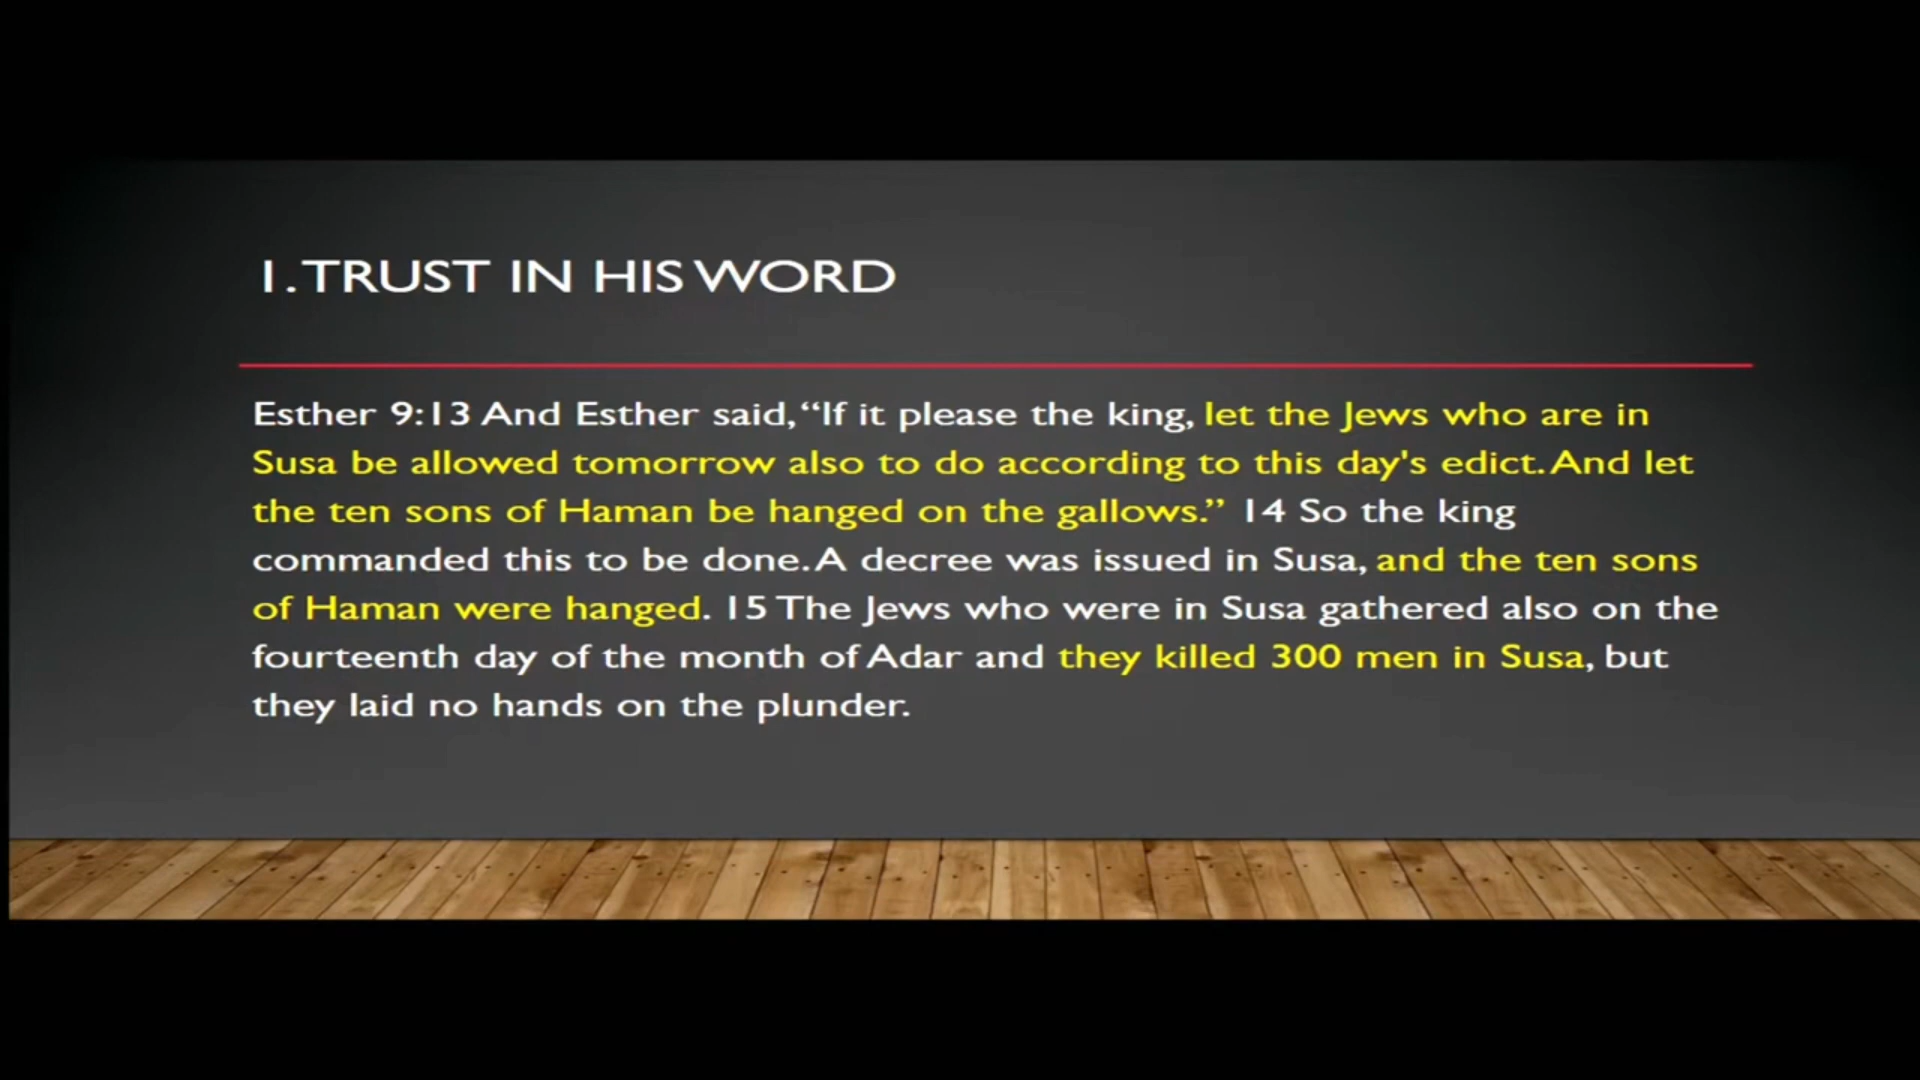 1. TRUST IN HIS WORD
Esther 9:13 And Esther said, “If it please the king, let the Jews who are in
Susa be allowed tomorrow also to do according to this day's edict. And let
the ten sons of Haman be hanged on the gallows.” 14 So the king
commanded this to be done. A decree was issued in Susa, and the ten sons
of Haman were hanged. 15 The Jews who were in Susa gathered also on the
fourteenth day of the month of Adar and they killed 300 men in Susa, but
they laid no hands on the plunder.